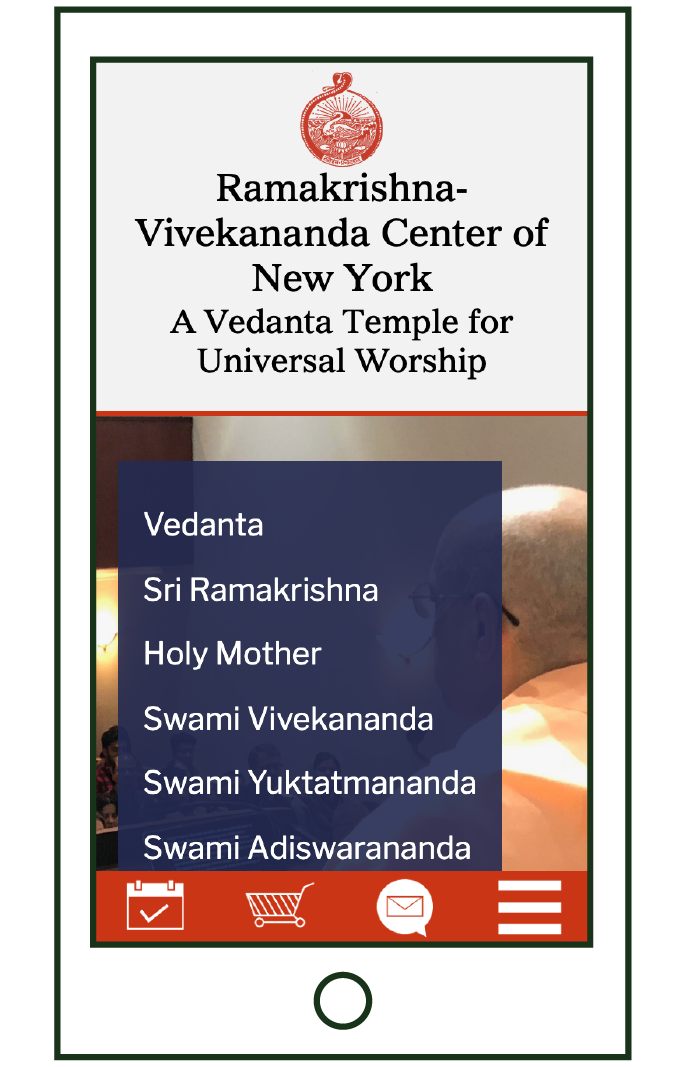 Ramakrishna-
Vivekananda Center of
New York
A Vedanta Temple for
Universal Worship
Vedanta
Sri Ramakrishna
Holy Mother
Swami Vivekananda
Swami Yuktatmananda
Swami Adiswarananda